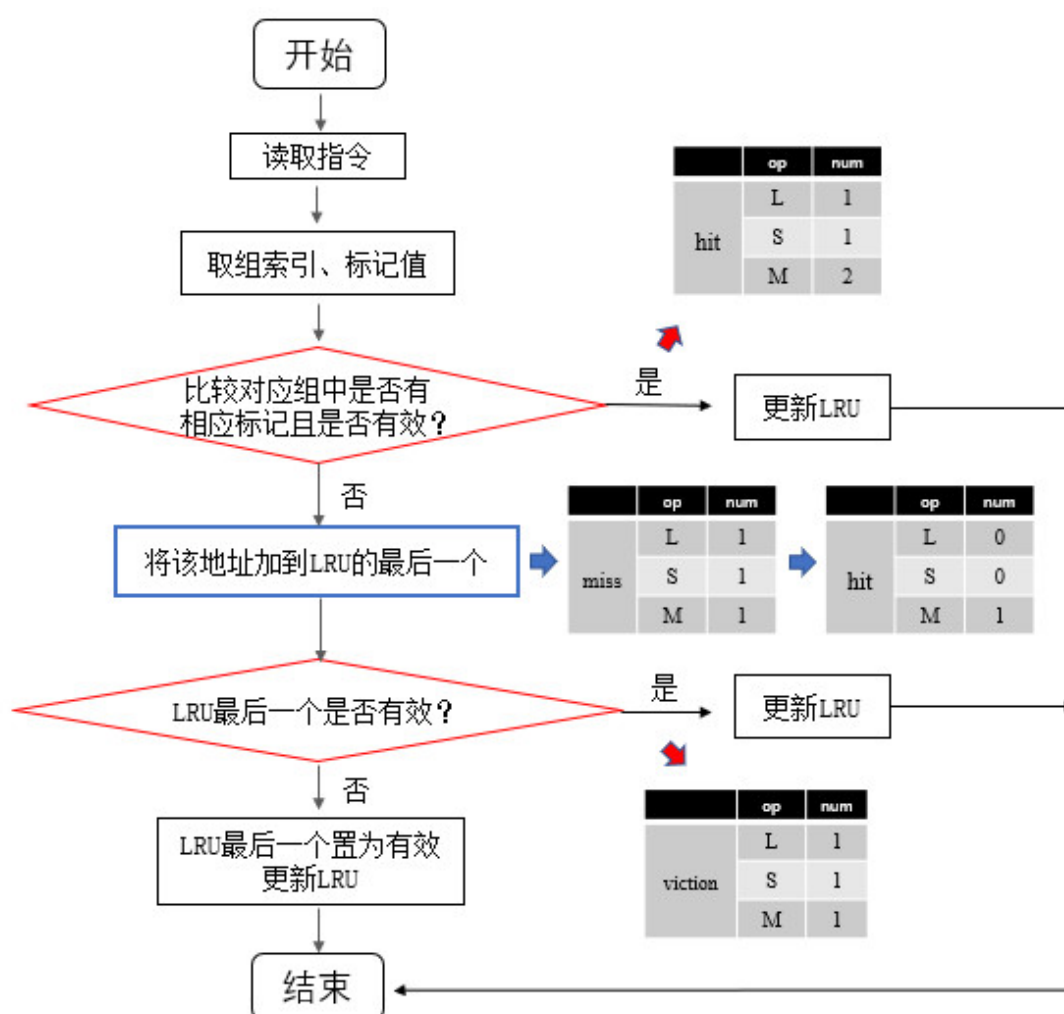 开始
读取指令
取组索引、标记值
op num
L 1
hit S 1
M 2
比较对应组中是否有
相应标记且是否有效？
是
更新LRU
否
将该地址加到LRU的最后一个
op num
L 1
miss S 1
M 1
op num
L 0
hit S 0
M 1
LRU最后一个是否有效？
是
更新LRU
否
LRU最后一个置为有效
更新LRU
op num
L 1
viction S 1
M 1
结束